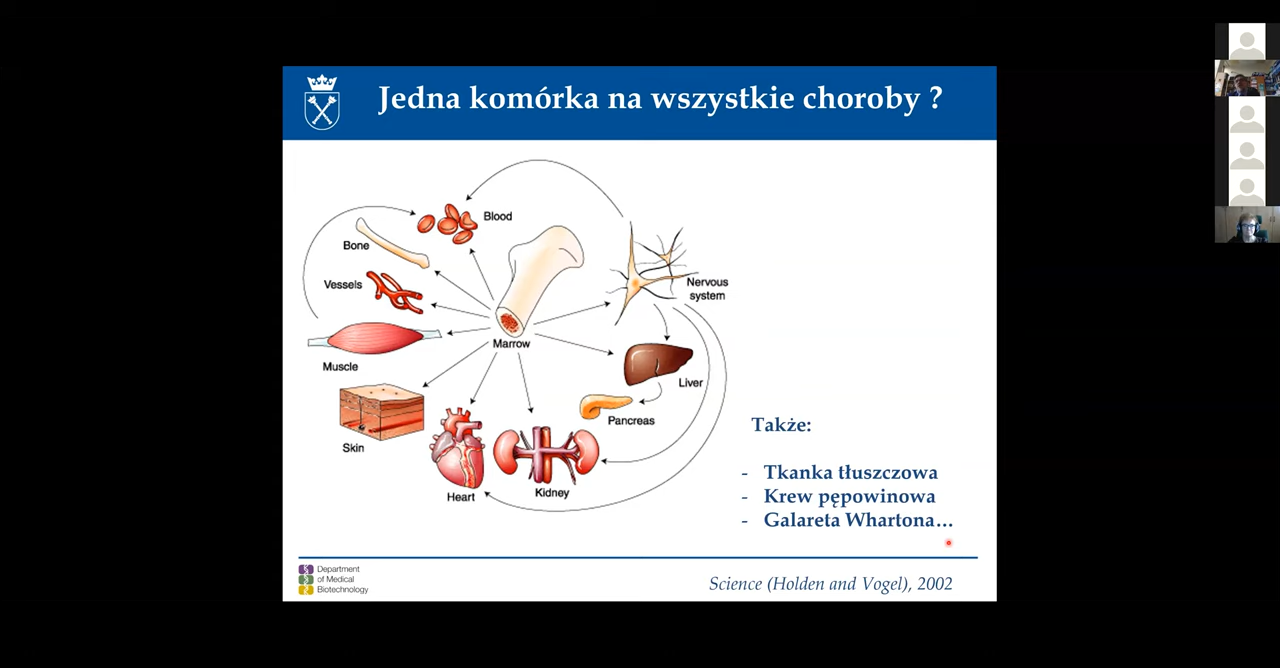 Jedna komórka na wszystkie choroby ?
Blood
Bone
Vessels
Nervous
system
Marrow
Muscle
Liver
Pancreas
Skin
Heart
Kidney
Także:
- Tkanka tłuszczowa
- Krew pępowinowa
- Galareta Whartona...
Department
of Medical
Biotechnology
Science (Holden and Vogel), 2002